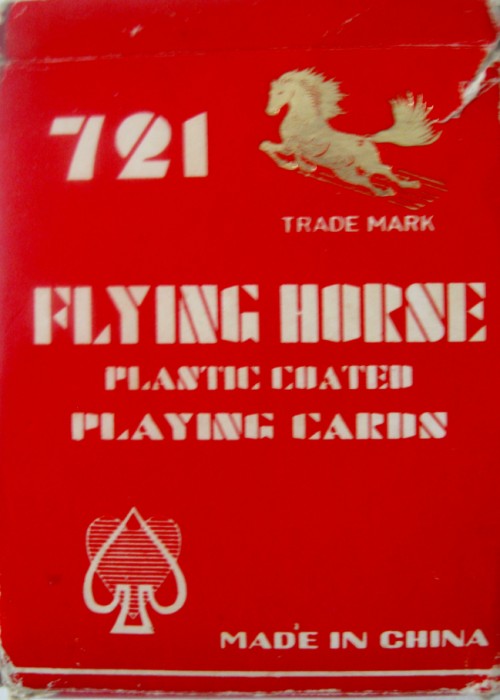 721
TRADE MARK
FLYING HORSE
PLASTIC COATED
PLAYING CARDS
MADE IN CHINA